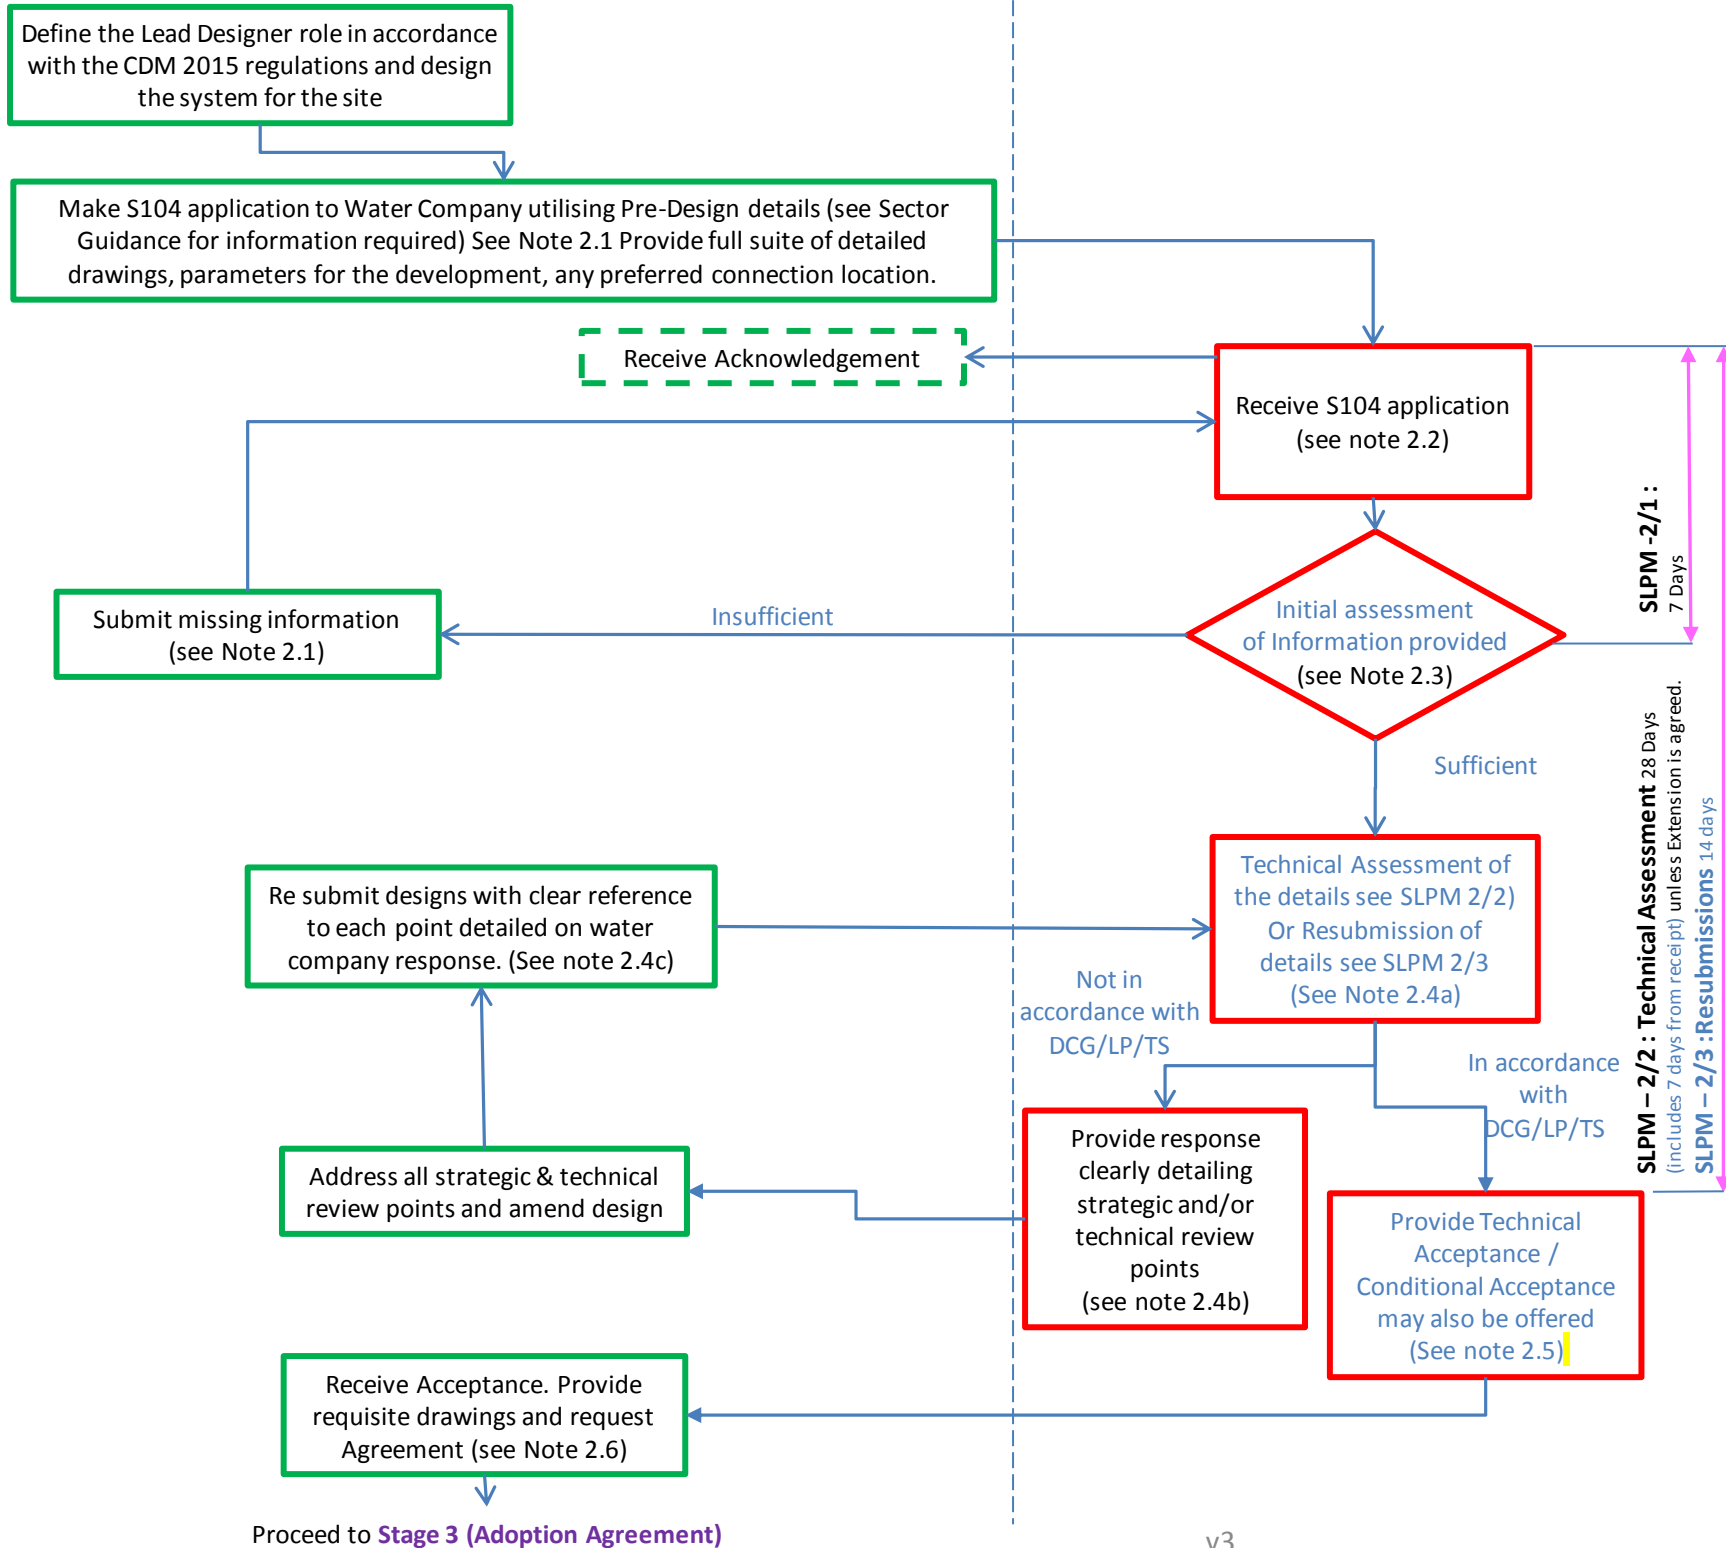 Define the Lead Designer role in accordance
with the CDM 2015 regulations and design
the system for the site
Make S104 application to Water Company utilising Pre-Design details (see Sector
Guidance for information required) See Note 2.1 Provide full suite of detailed
drawings, parameters for the development, any preferred connection location.
Receive Acknowledgement
Receive S104 application
(see note 2.2)
SLPM -2/1 :
7 Days
Submit missing information
(see Note 2.1)
Insufficient
Initial assessment
of Information provided
(see Note 2.3)
Sufficient
SLPM – 2/2 : Technical Assessment 28 Days
(includes 7 days from receipt) unless Extension is agreed.
SLPM – 2/3 :Resubmissions 14 days
Re submit designs with clear reference
to each point detailed on water
company response. (See note 2.4c)
Technical Assessment of
the details see SLPM 2/2)
Or Resubmission of
details see SLPM 2/3
(See Note 2.4a)
Not in
accordance with
DCG/LP/TS
In accordance
with
DCG/LP/TS
Address all strategic & technical
review points and amend design
Provide response
clearly detailing
strategic and/or
technical review
points
(see note 2.4b)
Provide Technical
Acceptance /
Conditional Acceptance
may also be offered
(See note 2.5)
Receive Acceptance. Provide
requisite drawings and request
Agreement (see Note 2.6)
Proceed to Stage 3 (Adoption Agreement)
v3